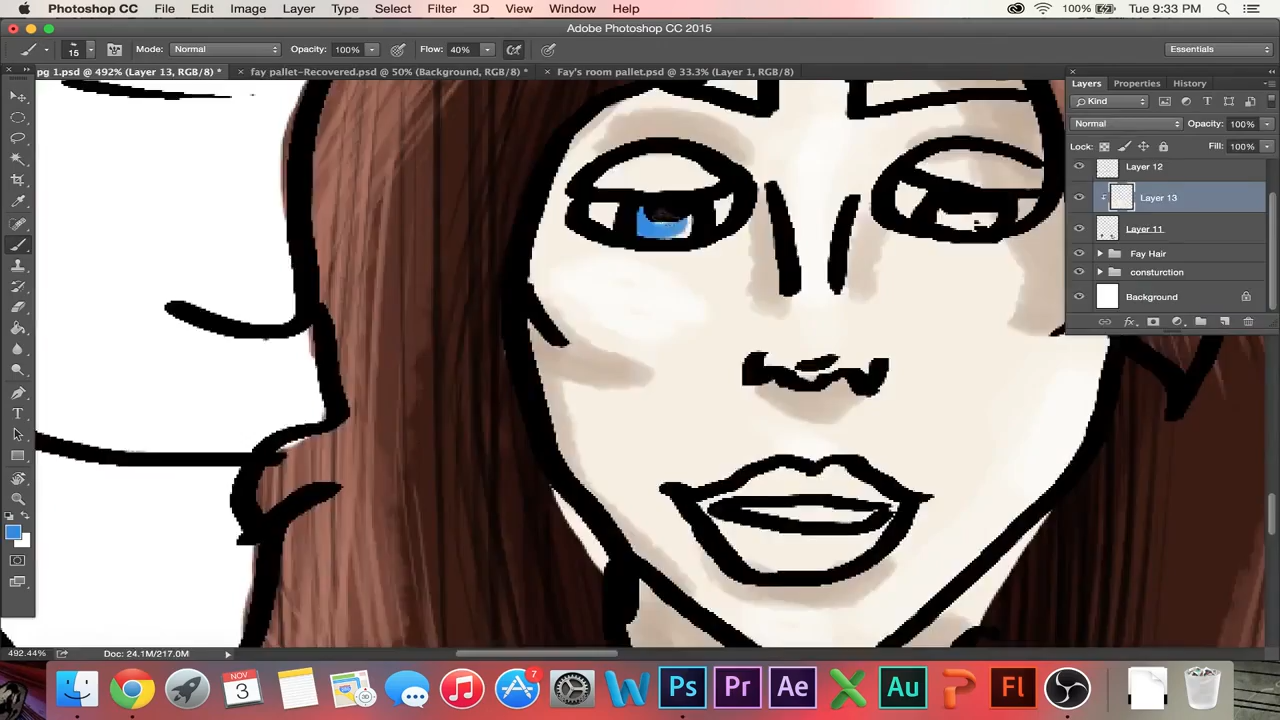 Photoshop CC File Edit Image Layer Type Select Filter 3D View Window Help 100% Tue 9:33 PM
Adobe Photoshop CC 2015
15 Mode: Normal Opacity: 100% Flow: 40% Essentials
pg 1.psd @ 492% (Layer 13, RGB/8) * × fay pallet-Recovered.psd @ 50% (Background, RGB/8) * × Fay's room pallet.psd @ 33.3% (Layer 1, RGB/8)
Layers Properties History
Kind
Normal Opacity: 100%
Lock: Fill: 100%
Layer 12
Layer 13
Layer 11
Fay Hair
consturction
Background
492.44% Doc: 24.1M/217.0M
NOV 3 7 W Ps Pr Ae X Au P Fl